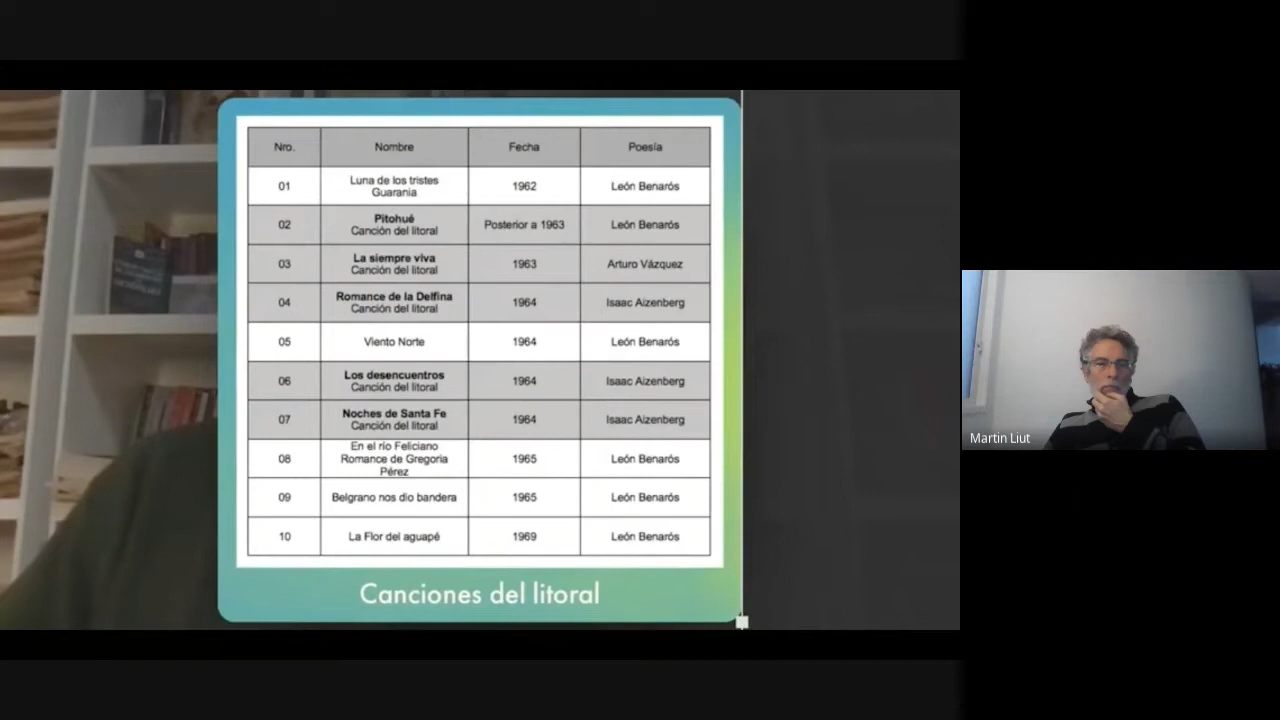 Nro. Nombre Fecha Poesía
01 Luna de los tristes Guarania 1962 León Benarós
02 Pitohué Canción del litoral Posterior a 1963 León Benarós
03 La siempre viva Canción del litoral 1963 Arturo Vázquez
04 Romance de la Delfina Canción del litoral 1964 Isaac Aizenberg
05 Viento Norte 1964 León Benarós
06 Los desencuentros Canción del litoral 1964 Isaac Aizenberg
07 Noches de Santa Fe Canción del litoral 1964 Isaac Aizenberg
08 En el río Feliciano Romance de Gregoria Pérez 1965 León Benarós
09 Belgrano nos dio bandera 1965 León Benarós
10 La Flor del aguapé 1969 León Benarós
Canciones del litoral
Martin Liut